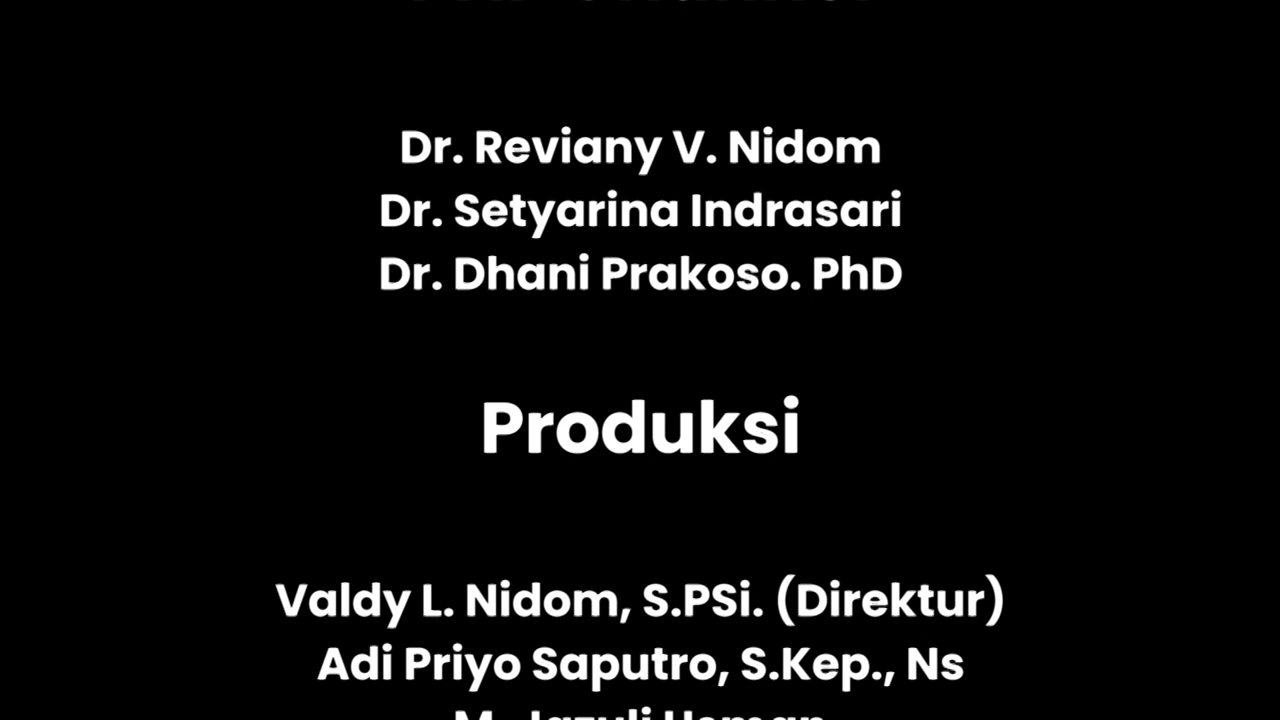 Dr. Reviany V. Nidom
Dr. Setyarina Indrasari
Dr. Dhani Prakoso. PhD
Produksi
Valdy L. Nidom, S.PSi. (Direktur)
Adi Priyo Saputro, S.Kep., Ns